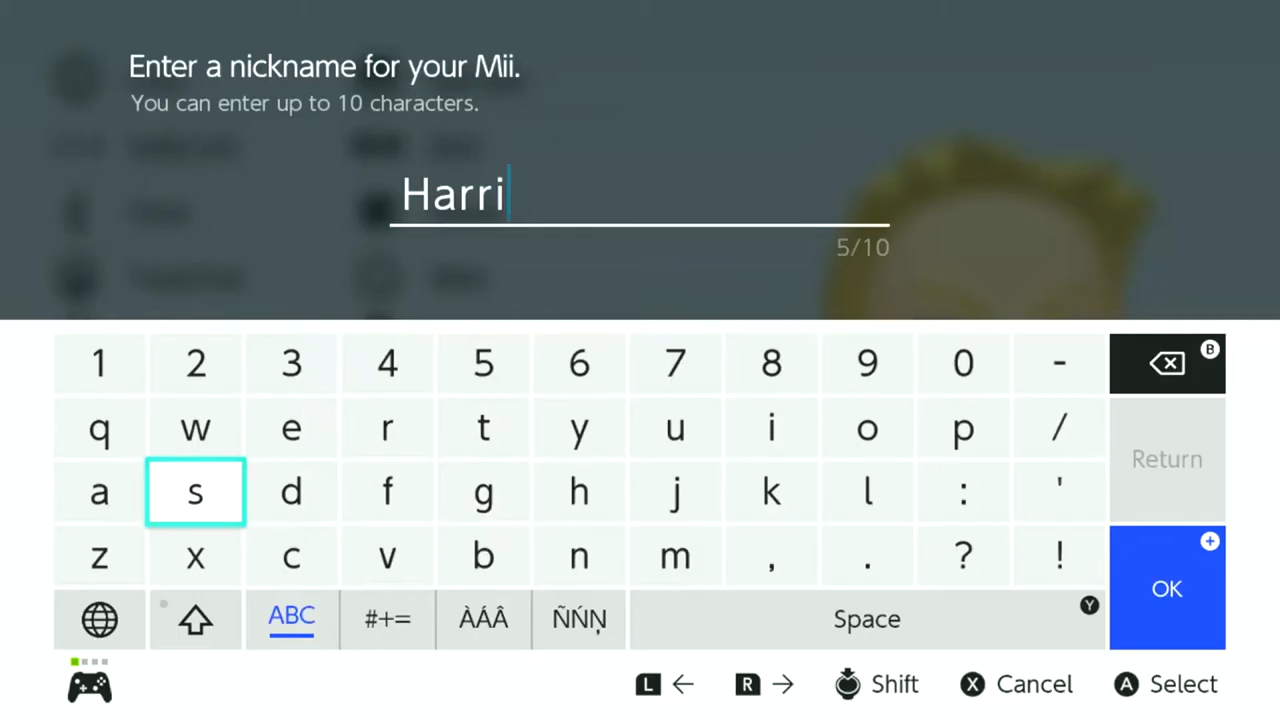 Enter a nickname for your Mii.
You can enter up to 10 characters.
Harri
5/10
1 2 3 4 5 6 7 8 9 0 - B
q w e r t y u i o p /
a s d f g h j k l : ' Return
z x c v b n m , . ? ! + OK
ABC #+= ÀÁÂ ÑŃŅ Space Y
L ← R → Shift X Cancel A Select